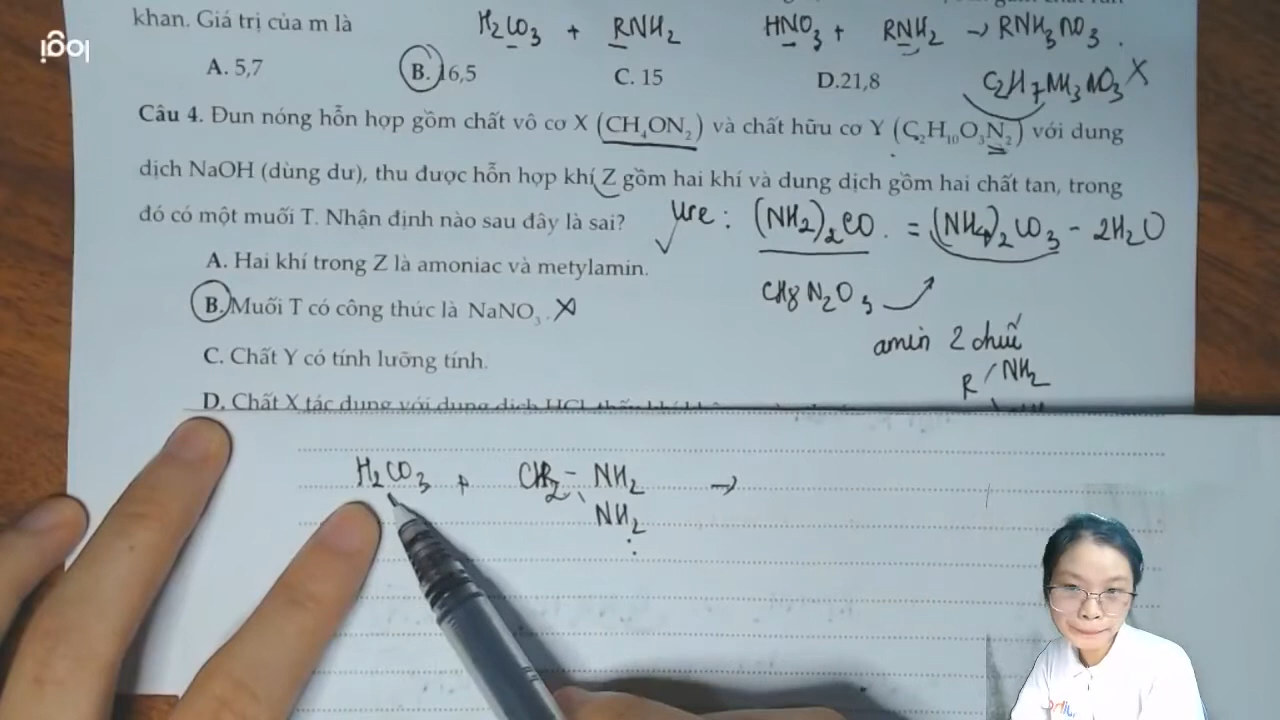 khan. Giá trị của m là
H₂CO₃ + RNH₂
HNO₃ + RNH₂ → RNH₃NO₃.
logi
A. 5,7 B. 16,5 C. 15 D.21,8
C₂H₇NH₃NO₃ X
Câu 4. Đun nóng hỗn hợp gồm chất vô cơ X (CH₄ON₂) và chất hữu cơ Y (C₂H₁₀O₃N₂) với dung
dịch NaOH (dùng dư), thu được hỗn hợp khí Z gồm hai khí và dung dịch gồm hai chất tan, trong
đó có một muối T. Nhận định nào sau đây là sai?
Ure: (NH₂)₂CO. = (NH₄)₂CO₃ - 2H₂O
A. Hai khí trong Z là amoniac và metylamin.
CH₈N₂O₃
B. Muối T có công thức là NaNO₃. X
amin 2 chức
C. Chất Y có tính lưỡng tính.
R NH₂
D. Chất X tác dụng với dung dịch HCl
H₂CO₃ + CH₂ - NH₂ →
NH₂